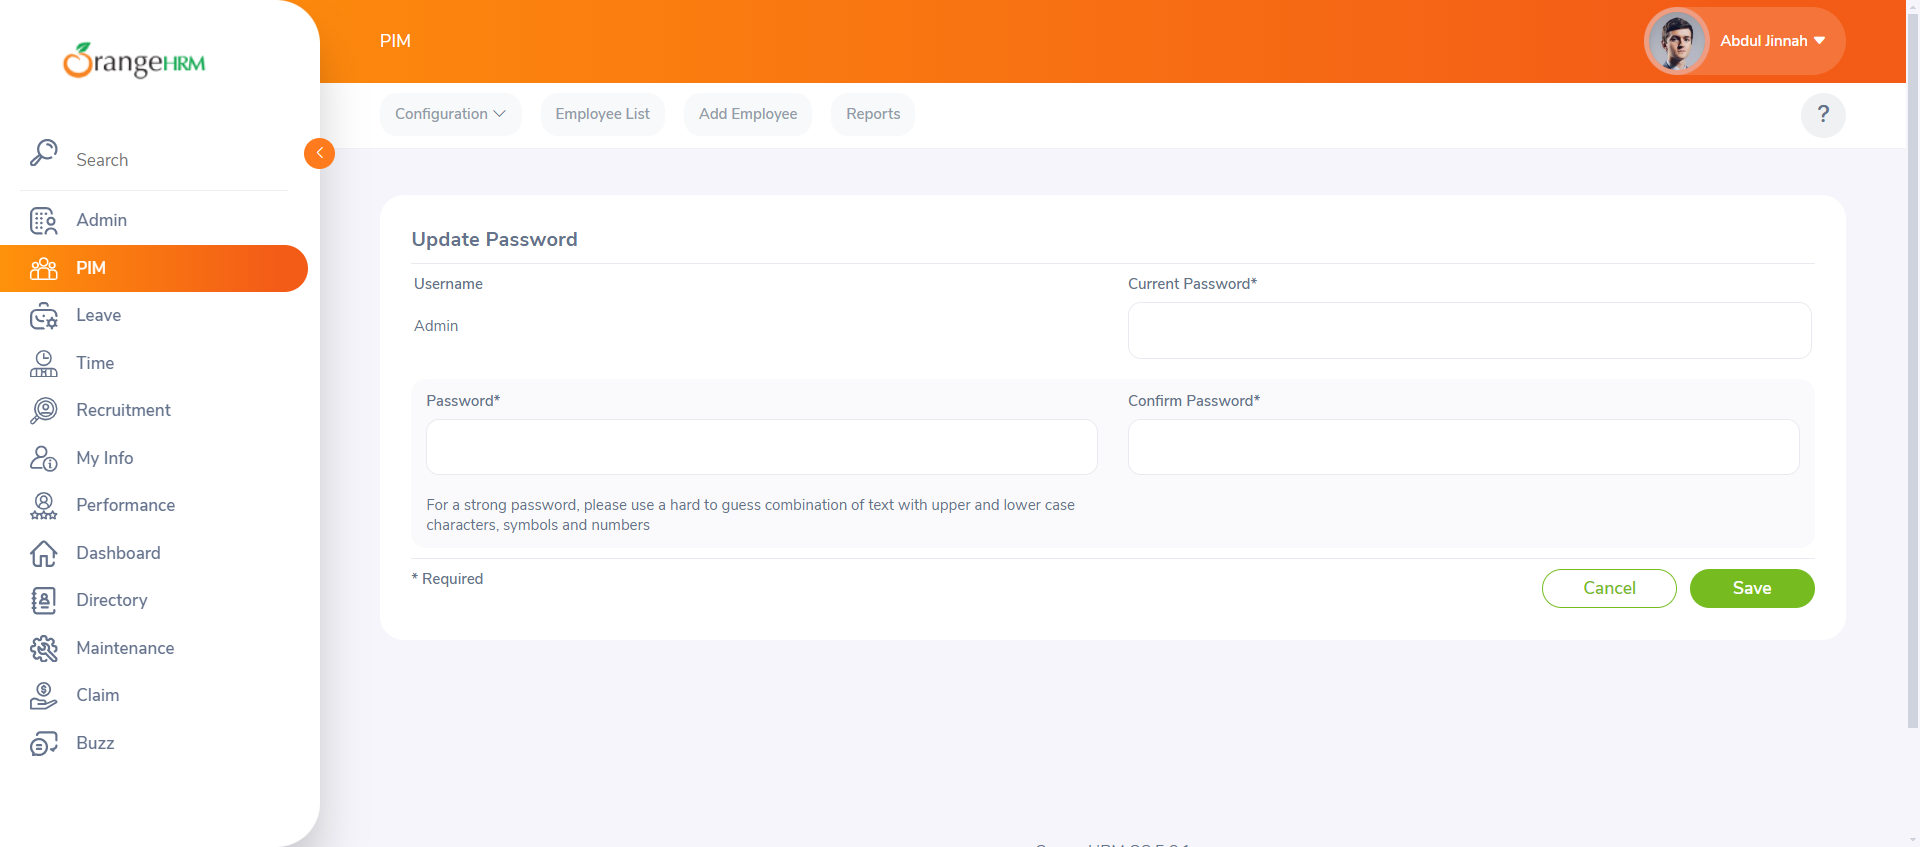 OrangeHRM
Search
Admin
PIM
Leave
Time
Recruitment
My Info
Performance
Dashboard
Directory
Maintenance
Claim
Buzz
PIM
Abdul Jinnah
Configuration
Employee List
Add Employee
Reports
?
Update Password
Username
Admin
Current Password*
Password*
Confirm Password*
For a strong password, please use a hard to guess combination of text with upper and lower case
characters, symbols and numbers
* Required
Cancel
Save